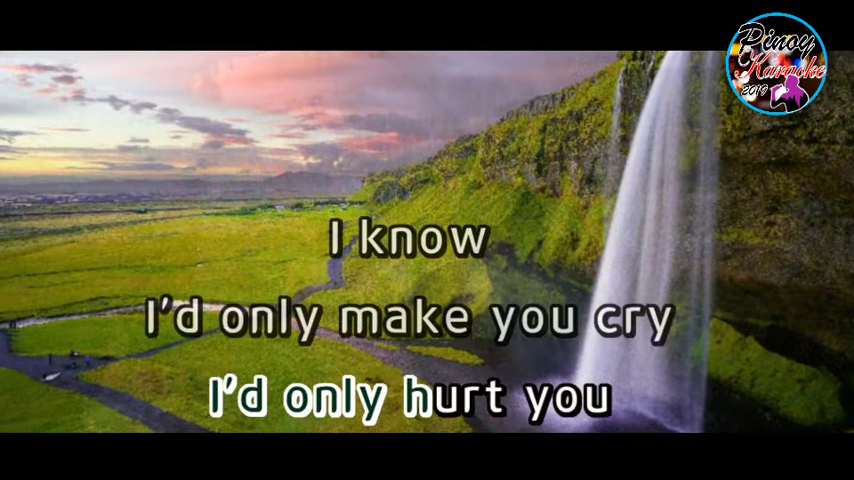 Pinoy
Karaoke
2019
I know
I'd only make you cry
I'd only hurt you